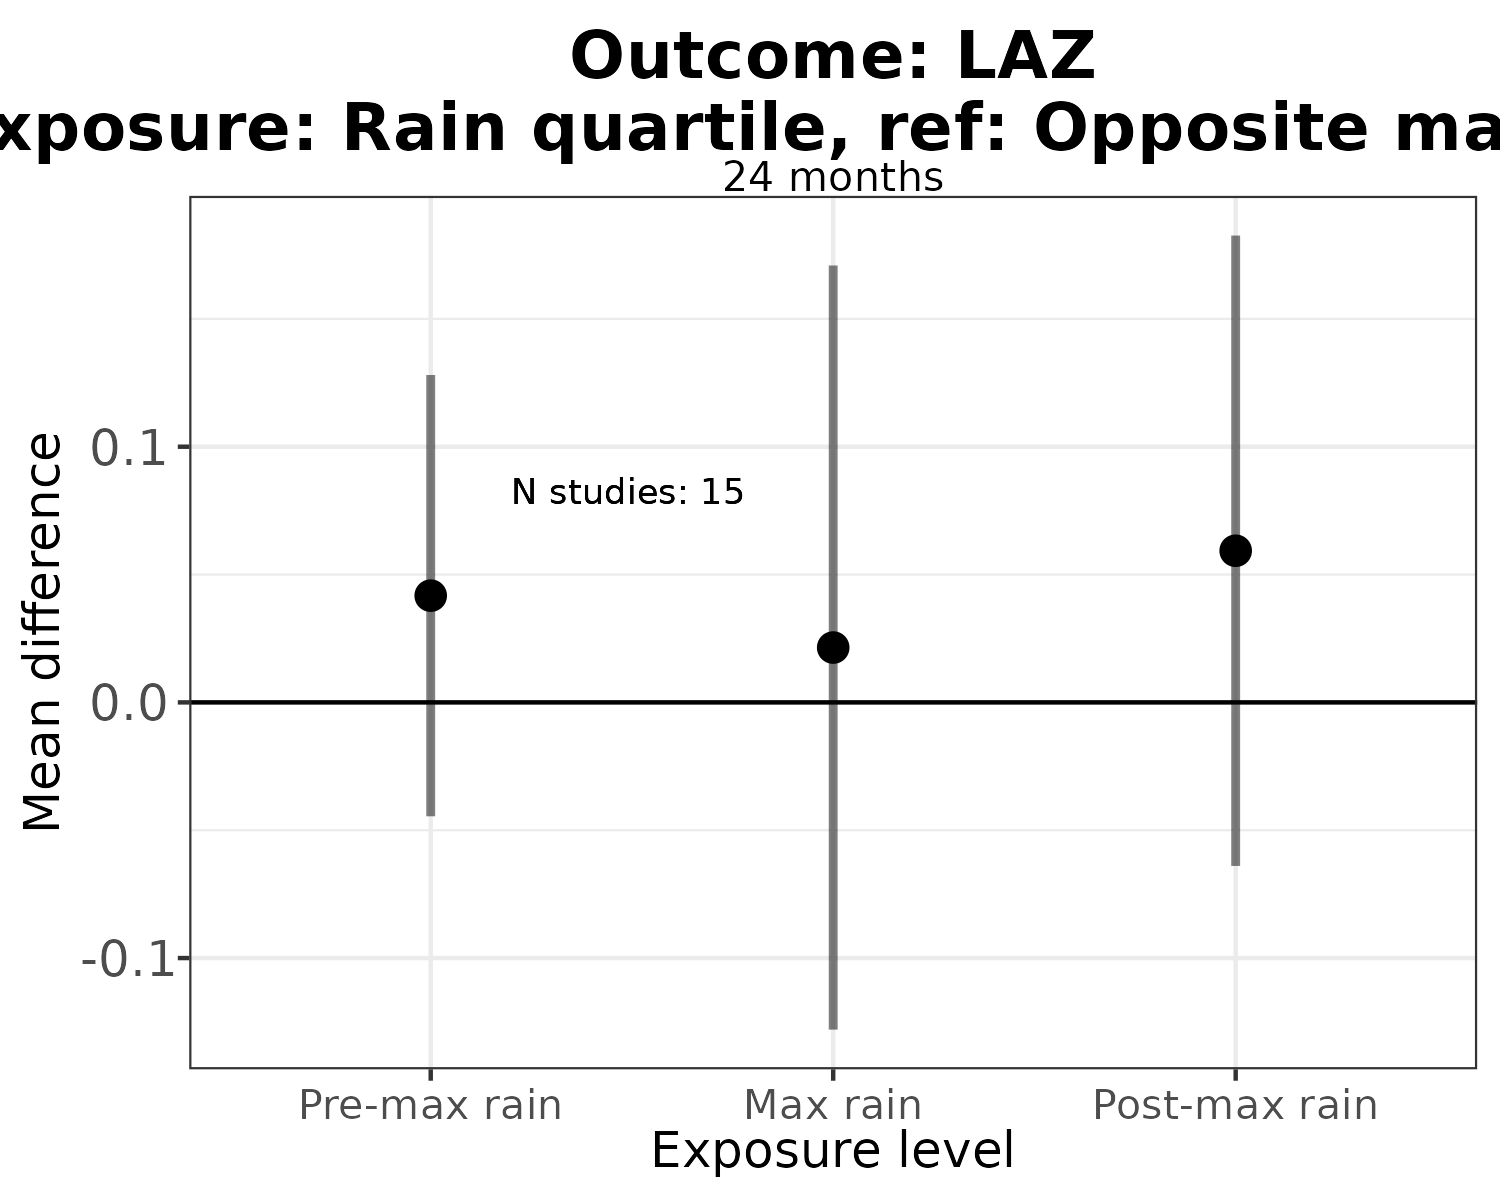 Outcome: LAZ
xposure: Rain quartile, ref: Opposite ma
24 months
Mean difference
0.1
0.0
-0.1
N studies: 15
Pre-max rain
Max rain
Post-max rain
Exposure level